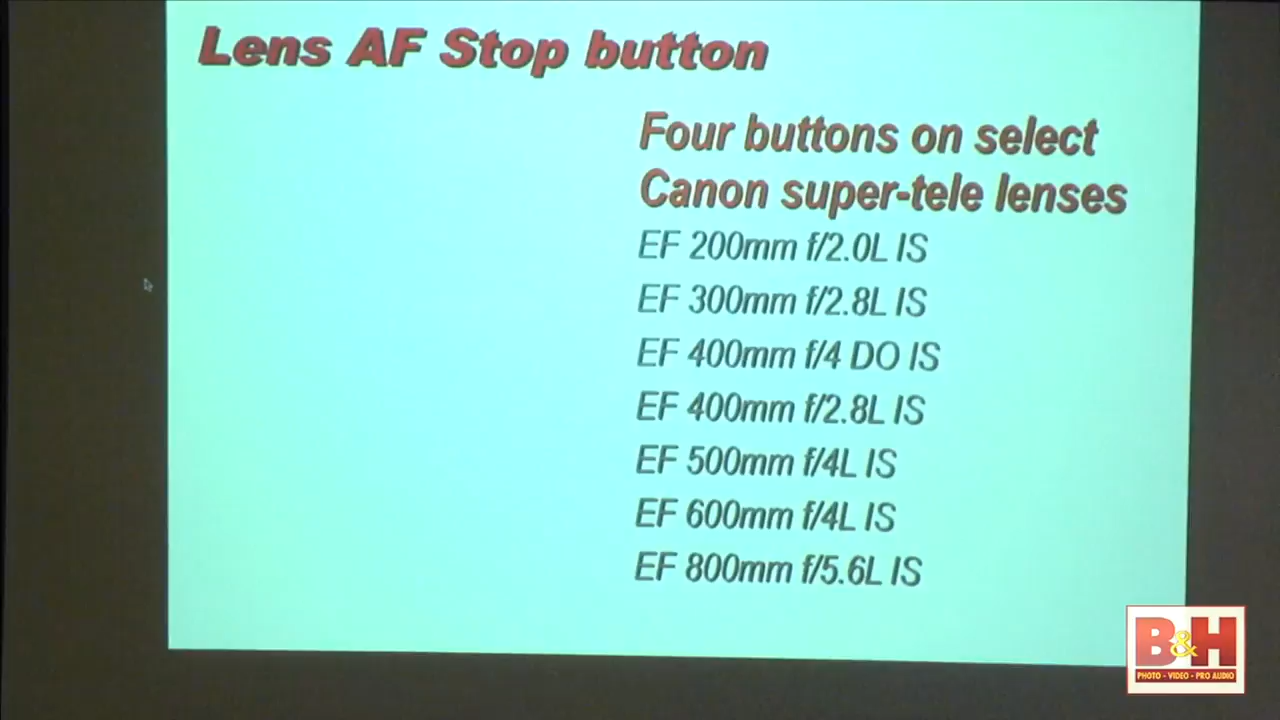 Lens AF Stop button
Four buttons on select
Canon super-tele lenses
EF 200mm f/2.0L IS
EF 300mm f/2.8L IS
EF 400mm f/4 DO IS
EF 400mm f/2.8L IS
EF 500mm f/4L IS
EF 600mm f/4L IS
EF 800mm f/5.6L IS
B&H
PHOTO - VIDEO - PRO AUDIO